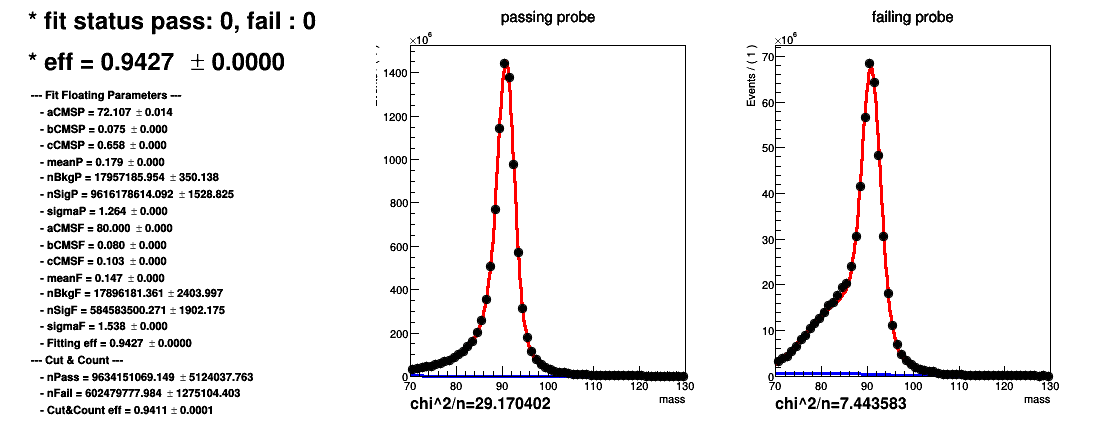 * fit status pass: 0, fail : 0
* eff = 0.9427 ± 0.0000
--- Fit Floating Parameters ---
- aCMSP = 72.107 ± 0.014
- bCMSP = 0.075 ± 0.000
- cCMSP = 0.658 ± 0.000
- meanP = 0.179 ± 0.000
- nBkgP = 17957185.954 ± 350.138
- nSigP = 9616178614.092 ± 1528.825
- sigmaP = 1.264 ± 0.000
- aCMSF = 80.000 ± 0.000
- bCMSF = 0.080 ± 0.000
- cCMSF = 0.103 ± 0.000
- meanF = 0.147 ± 0.000
- nBkgF = 17896181.361 ± 2403.997
- nSigF = 584583500.271 ± 1902.175
- sigmaF = 1.538 ± 0.000
- Fitting eff = 0.9427 ± 0.0000
--- Cut & Count ---
- nPass = 9634151069.149 ± 5124037.763
- nFail = 602479777.984 ± 1275104.403
- Cut&Count eff = 0.9411 ± 0.0001
passing probe
×10^6
1400
1200
1000
800
600
400
200
0
70 80 90 100 110 120 130
mass
chi^2/n=29.170402
failing probe
×10^6
Events / ( 1 )
70
60
50
40
30
20
10
0
70 80 90 100 110 120 130
mass
chi^2/n=7.443583